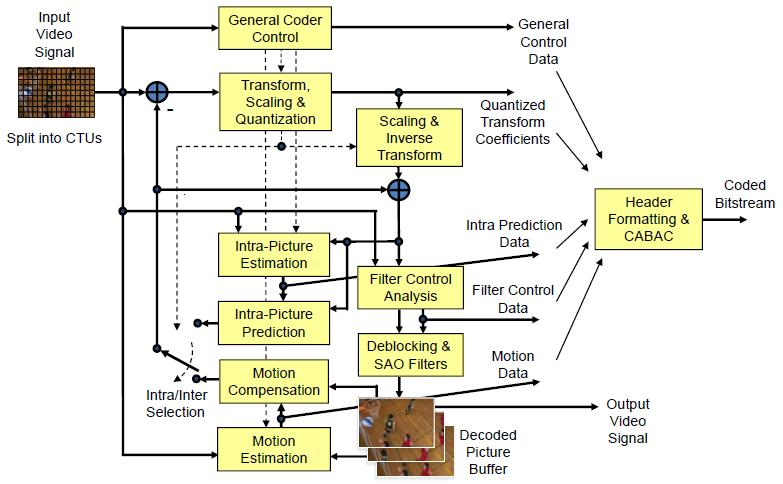 Input
Video
Signal
Split into CTUs
General Coder
Control
Transform,
Scaling &
Quantization
Scaling &
Inverse
Transform
-
General
Control
Data
Quantized
Transform
Coefficients
Header
Formatting &
CABAC
Coded
Bitstream
Intra-Picture
Estimation
Intra Prediction
Data
Filter Control
Analysis
Filter Control
Data
Intra-Picture
Prediction
Deblocking &
SAO Filters
Motion
Data
Motion
Compensation
Intra/Inter
Selection
Motion
Estimation
Decoded
Picture
Buffer
Output
Video
Signal